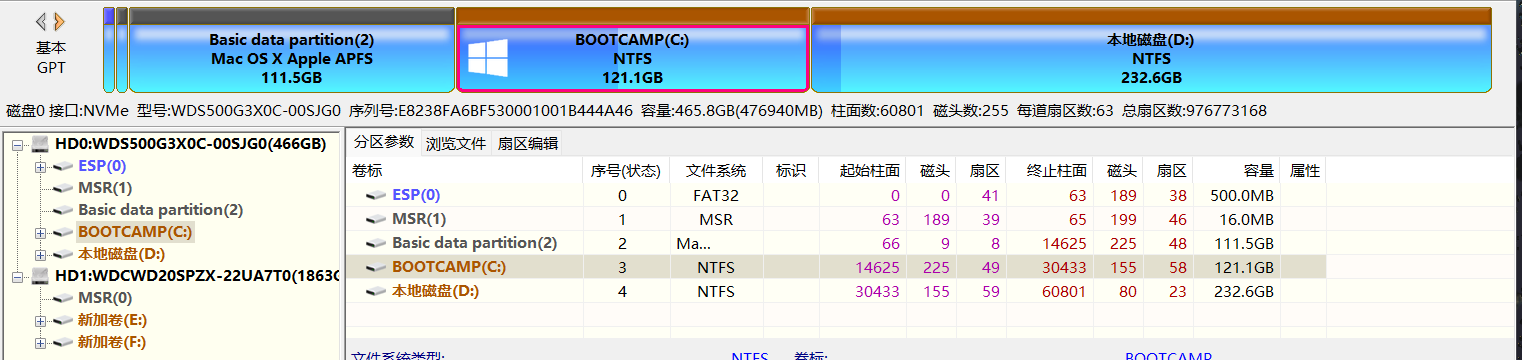 基本
GPT
Basic data partition(2)
Mac OS X Apple APFS
111.5GB
BOOTCAMP(C:)
NTFS
121.1GB
本地磁盘(D:)
NTFS
232.6GB
磁盘0 接口:NVMe 型号:WDS500G3X0C-00SJG0 序列号:E8238FA6BF530001001B444A46 容量:465.8GB(476940MB) 柱面数:60801 磁头数:255 每道扇区数:63 总扇区数:976773168
HD0:WDS500G3X0C-00SJG0(466GB)
ESP(0)
MSR(1)
Basic data partition(2)
BOOTCAMP(C:)
本地磁盘(D:)
HD1:WDCWD20SPZX-22UA7T0(1863G
MSR(0)
新加卷(E:)
新加卷(F:)
分区参数 浏览文件 扇区编辑
卷标 序号(状态) 文件系统 标识 起始柱面 磁头 扇区 终止柱面 磁头 扇区 容量 属性
ESP(0) 0 FAT32 0 0 41 63 189 38 500.0MB
MSR(1) 1 MSR 63 189 39 65 199 46 16.0MB
Basic data partition(2) 2 Ma... 66 9 8 14625 225 48 111.5GB
BOOTCAMP(C:) 3 NTFS 14625 225 49 30433 155 58 121.1GB
本地磁盘(D:) 4 NTFS 30433 155 59 60801 80 23 232.6GB
文件系统类型: NTFS 卷标: BOOTCAMP